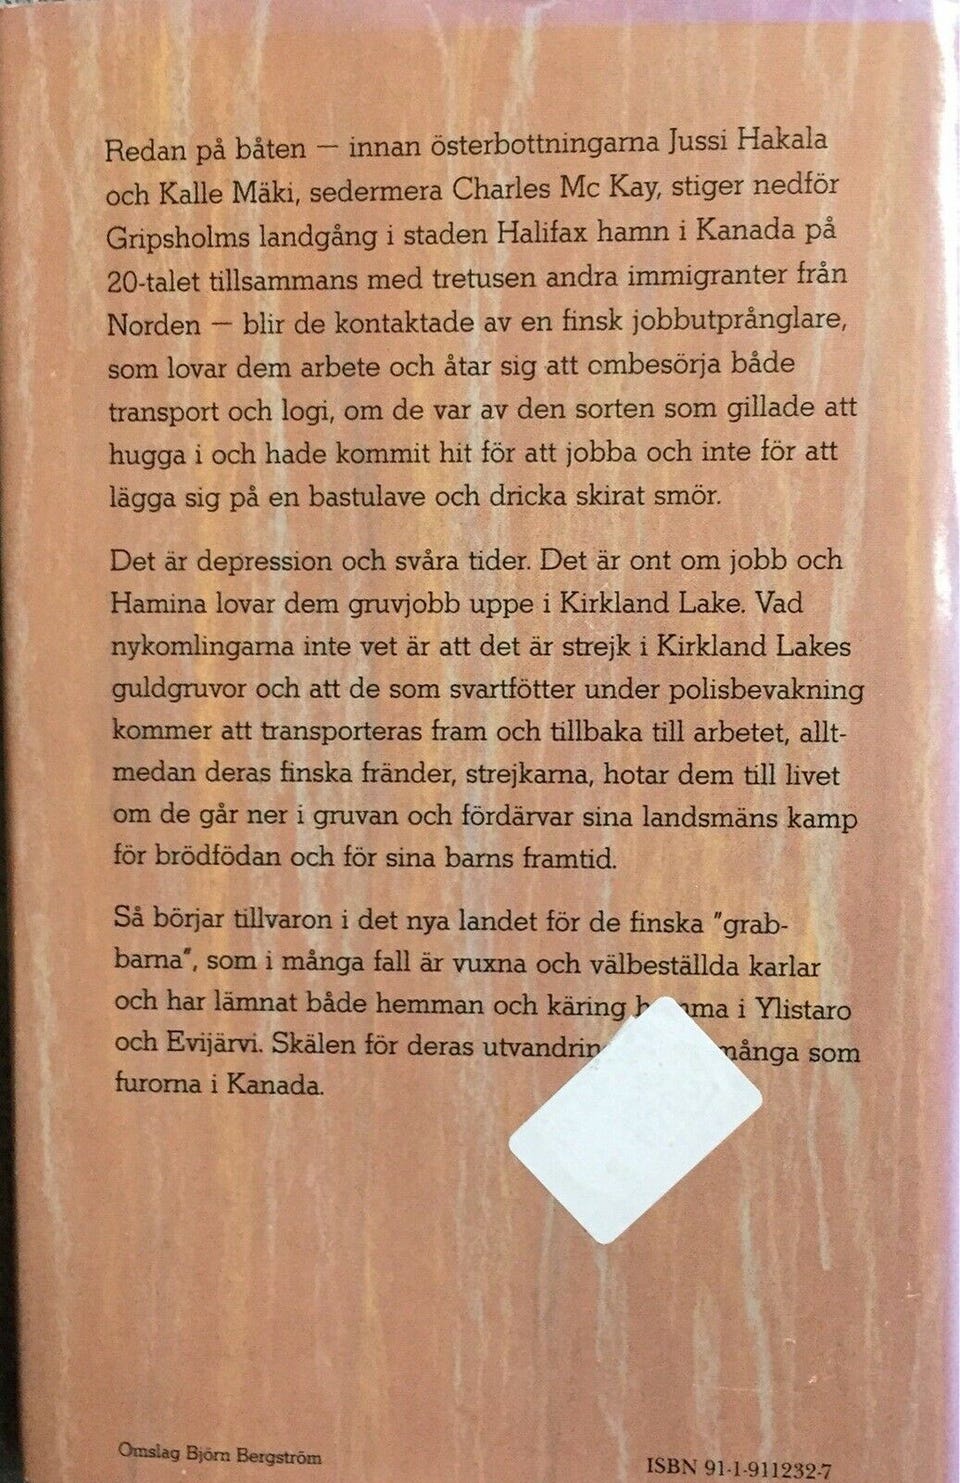 Redan på båten — innan österbottningarna Jussi Hakala
och Kalle Mäki, sedermera Charles Mc Kay, stiger nedför
Gripsholms landgång i staden Halifax hamn i Kanada på
20-talet tillsammans med tretusen andra immigranter från
Norden — blir de kontaktade av en finsk jobbutprånglare,
som lovar dem arbete och åtar sig att ombesörja både
transport och logi, om de var av den sorten som gillade att
hugga i och hade kommit hit för att jobba och inte för att
lägga sig på en bastulave och dricka skirat smör.
Det är depression och svåra tider. Det är ont om jobb och
Hamina lovar dem gruvjobb uppe i Kirkland Lake. Vad
nykomlingarna inte vet är att det är strejk i Kirkland Lakes
guldgruvor och att de som svartfötter under polisbevakning
kommer att transporteras fram och tillbaka till arbetet, allt-
medan deras finska fränder, strejkarna, hotar dem till livet
om de går ner i gruvan och fördärvar sina landsmäns kamp
för brödfödan och för sina barns framtid.
Så börjar tillvaron i det nya landet för de finska "grab-
barna", som i många fall är vuxna och välbeställda karlar
och har lämnat både hemman och käring i Ylistaro
och Evijärvi. Skälen för deras många som
furorna i Kanada.
Omslag Björn Bergström
ISBN 91-1-911232-7